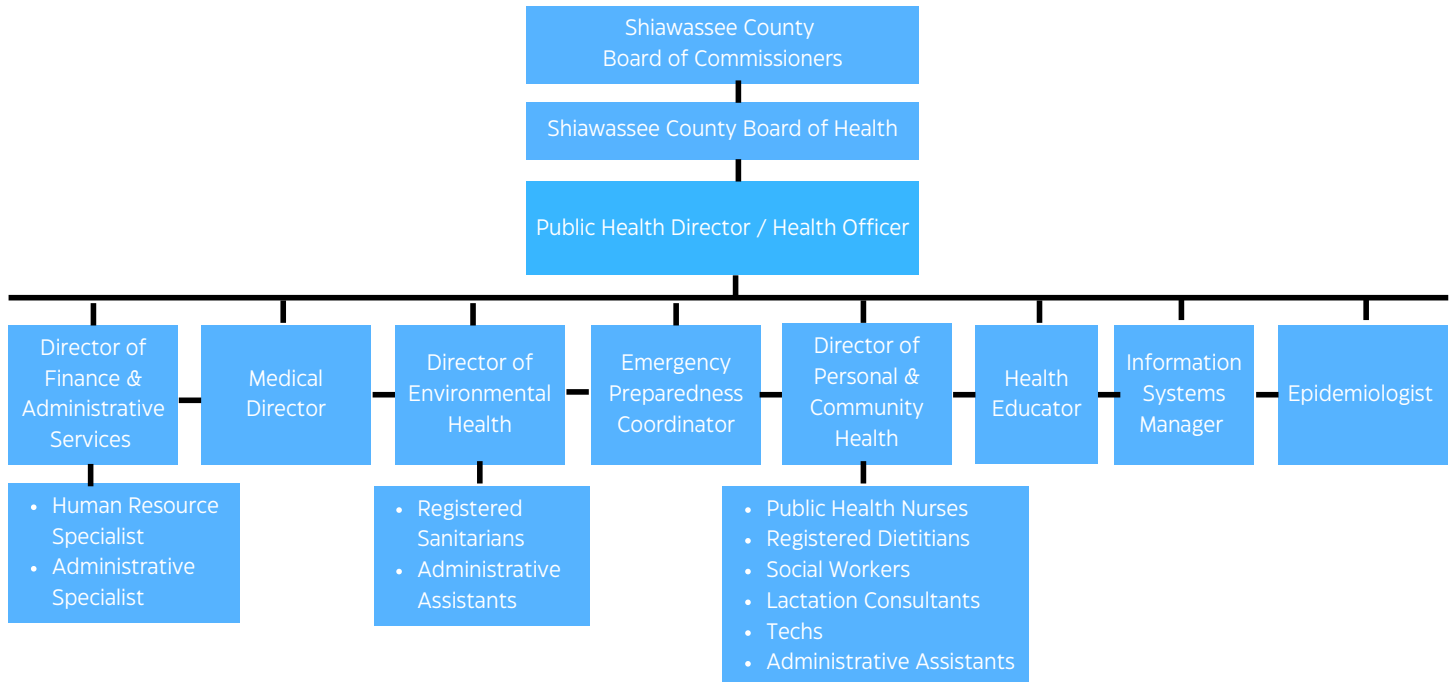 Shiawassee County
Board of Commissioners
Shiawassee County Board of Health
Public Health Director / Health Officer
Director of
Finance &
Administrative
Services
Medical
Director
Director of
Environmental
Health
Emergency
Preparedness
Coordinator
Director of
Personal &
Community
Health
Health
Educator
Information
Systems
Manager
Epidemiologist
• Human Resource
Specialist
• Administrative
Specialist
• Registered
Sanitarians
• Administrative
Assistants
• Public Health Nurses
• Registered Dietitians
• Social Workers
• Lactation Consultants
• Techs
• Administrative Assistants